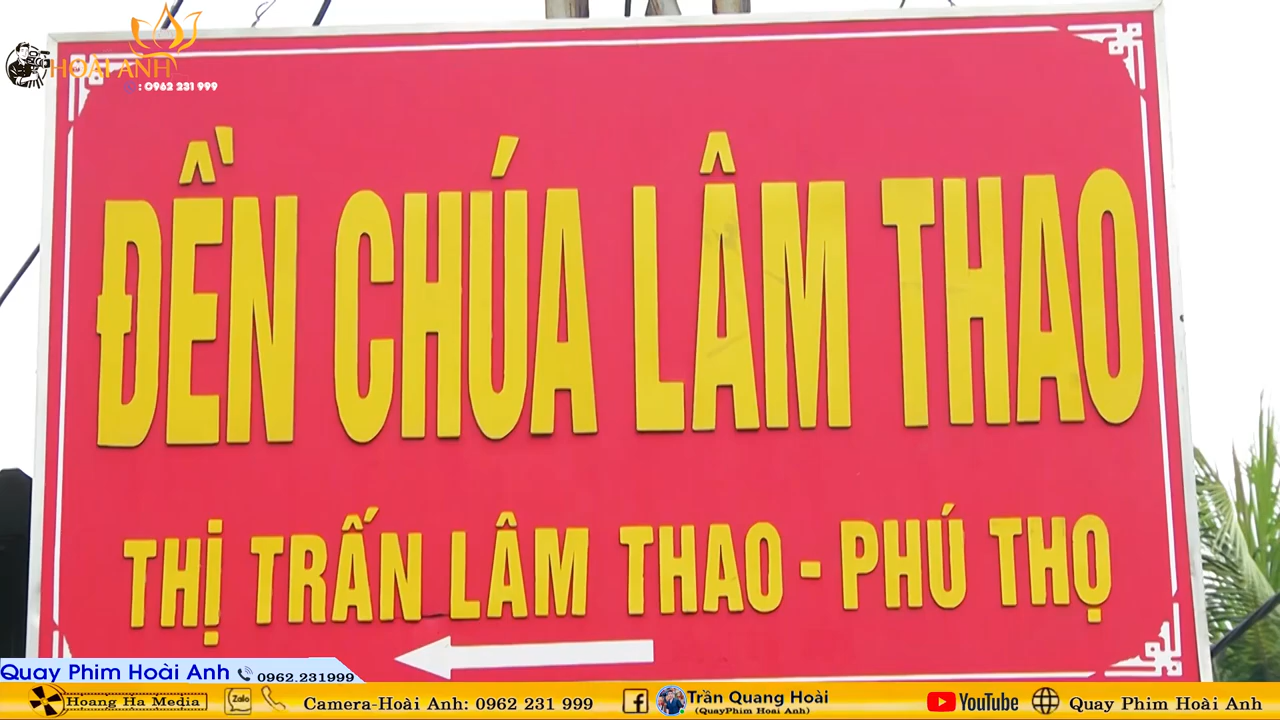 HOÀI ANH
: 0962 231 999
ĐỀN CHÚA LÂM THAO
THỊ TRẤN LÂM THAO - PHÚ THỌ
Quay Phim Hoài Anh 0962.231999
Hoang Ha Media Zalo Camera-Hoài Anh: 0962 231 999 Trần Quang Hoài YouTube Quay Phim Hoai Anh
(QuayPhim Hoai Anh)